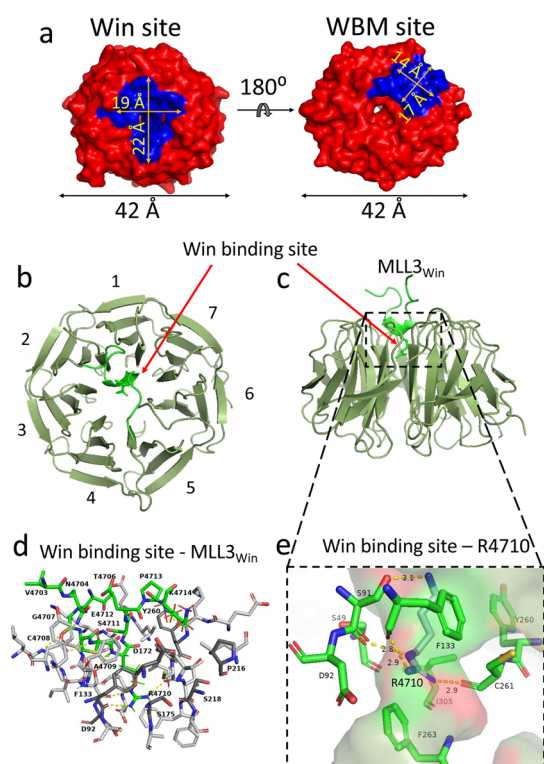 a
Win site
WBM site
19 Å
22 Å
180°
14 Å
17 Å
42 Å
42 Å
Win binding site
b
c
MLL3Win
1
2
3
4
5
6
7
d
Win binding site - MLL3Win
T4706
P4713
N4704
V4703
K4714
E4712
Y260
G4707
S4711
C4708
D172
A4709
P216
F133
R4710
S218
D92
S175
e
Win binding site – R4710
3.1
S91
S49
Y260
F133
2.8
2.9
D92
R4710
C261
2.9
I305
F263